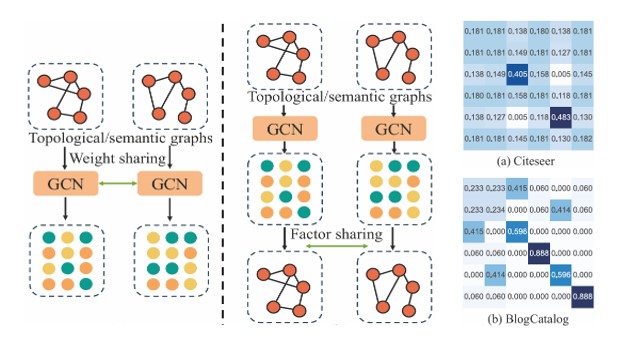 Topological/semantic graphs
Weight sharing
GCN
GCN
Topological/semantic graphs
GCN
GCN
Factor sharing
0.181 0.181 0.138 0.180 0.138 0.181
0.181 0.181 0.149 0.181 0.127 0.181
0.138 0.149 0.405 0.158 0.005 0.145
0.180 0.181 0.158 0.181 0.118 0.181
0.138 0.127 0.005 0.118 0.483 0.130
0.181 0.181 0.145 0.181 0.130 0.182
(a) Citeseer
0.233 0.233 0.415 0.060 0.000 0.060
0.233 0.234 0.000 0.060 0.414 0.060
0.415 0.000 0.596 0.000 0.000 0.000
0.060 0.060 0.000 0.888 0.000 0.000
0.000 0.414 0.000 0.000 0.596 0.000
0.060 0.060 0.000 0.000 0.000 0.888
(b) BlogCatalog